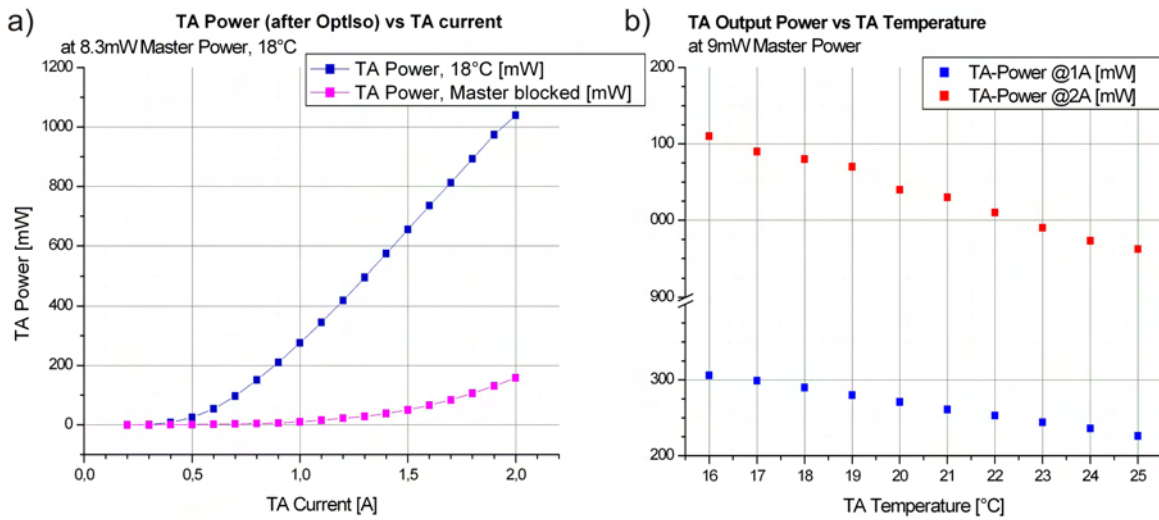 a)
TA Power (after OptIso) vs TA current
at 8.3mW Master Power, 18°C
TA Power, 18°C [mW]
TA Power, Master blocked [mW]
1200
1000
800
600
400
200
0
TA Power [mW]
0,0 0,5 1,0 1,5 2,0
TA Current [A]
b)
TA Output Power vs TA Temperature
at 9mW Master Power
TA-Power @1A [mW]
TA-Power @2A [mW]
200
100
000
900
300
200
16 17 18 19 20 21 22 23 24 25
TA Temperature [°C]